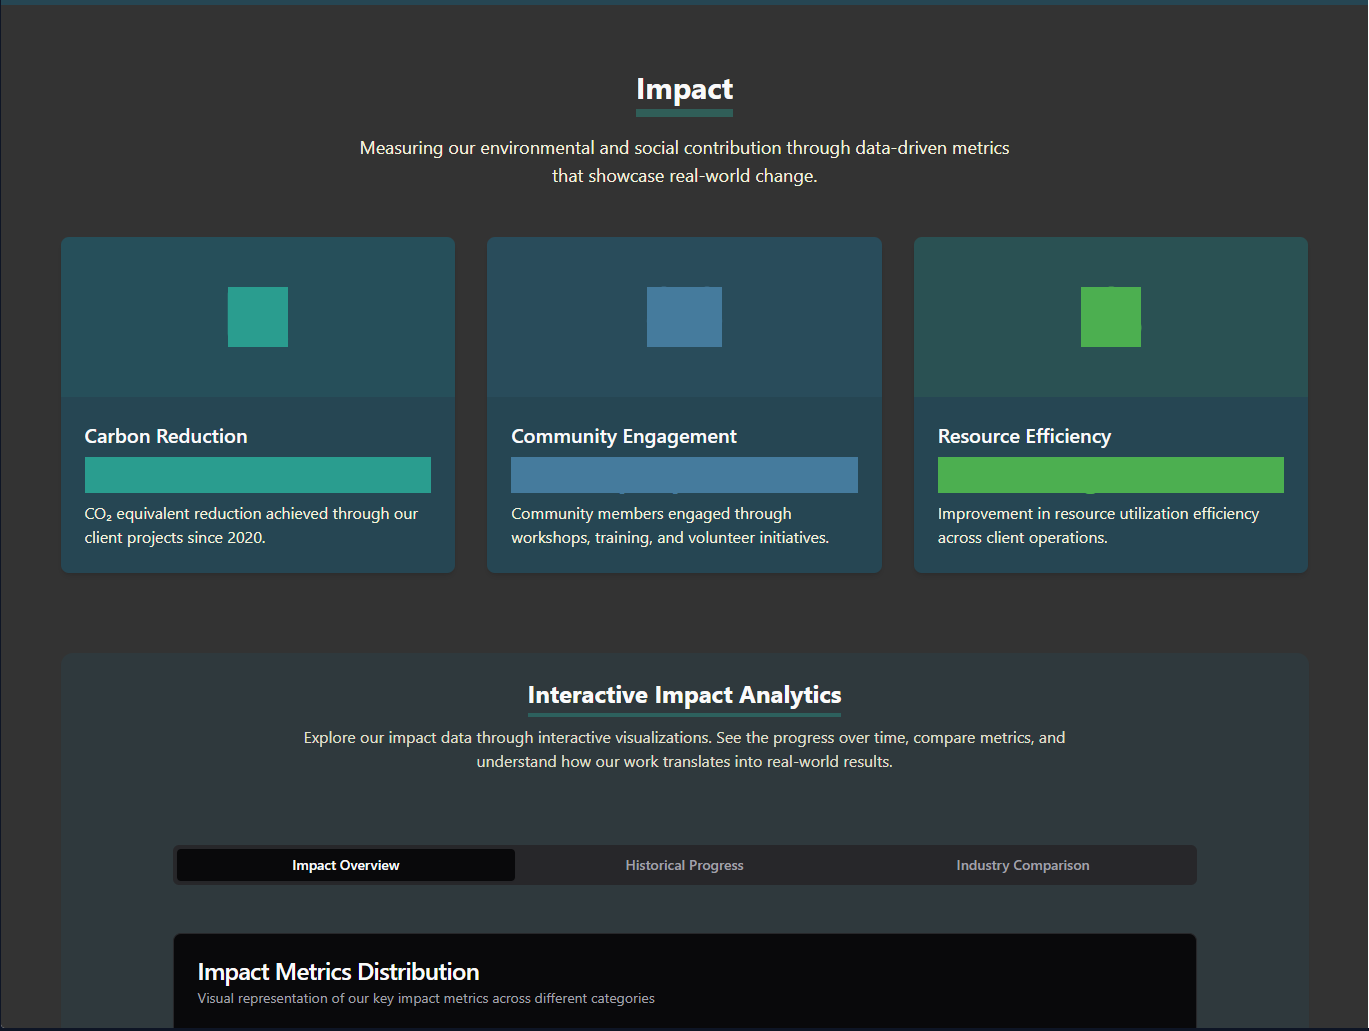 Impact
Measuring our environmental and social contribution through data-driven metrics
that showcase real-world change.
Carbon Reduction
CO₂ equivalent reduction achieved through our
client projects since 2020.
Community Engagement
Community members engaged through
workshops, training, and volunteer initiatives.
Resource Efficiency
Improvement in resource utilization efficiency
across client operations.
Interactive Impact Analytics
Explore our impact data through interactive visualizations. See the progress over time, compare metrics, and
understand how our work translates into real-world results.
Impact Overview
Historical Progress
Industry Comparison
Impact Metrics Distribution
Visual representation of our key impact metrics across different categories